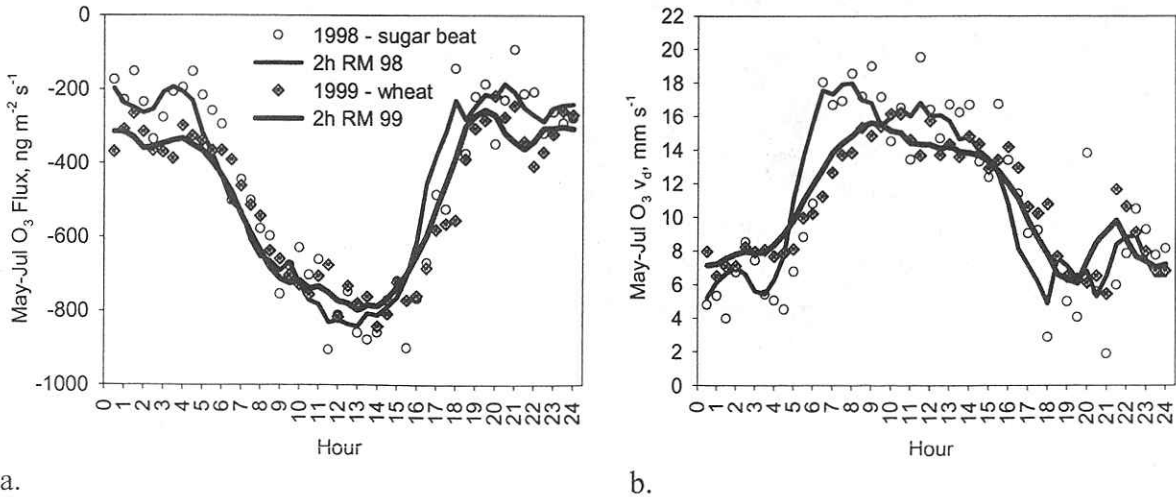 0
-200
-400
-600
-800
-1000
May-Jul O₃ Flux, ng m⁻² s⁻¹
1998 - sugar beat
2h RM 98
1999 - wheat
2h RM 99
0 1 2 3 4 5 6 7 8 9 10 11 12 13 14 15 16 17 18 19 20 21 22 23 24
Hour
a.
22
20
18
16
14
12
10
8
6
4
2
0
May-Jul O₃ v_d, mm s⁻¹
0 1 2 3 4 5 6 7 8 9 10 11 12 13 14 15 16 17 18 19 20 21 22 23 24
Hour
b.